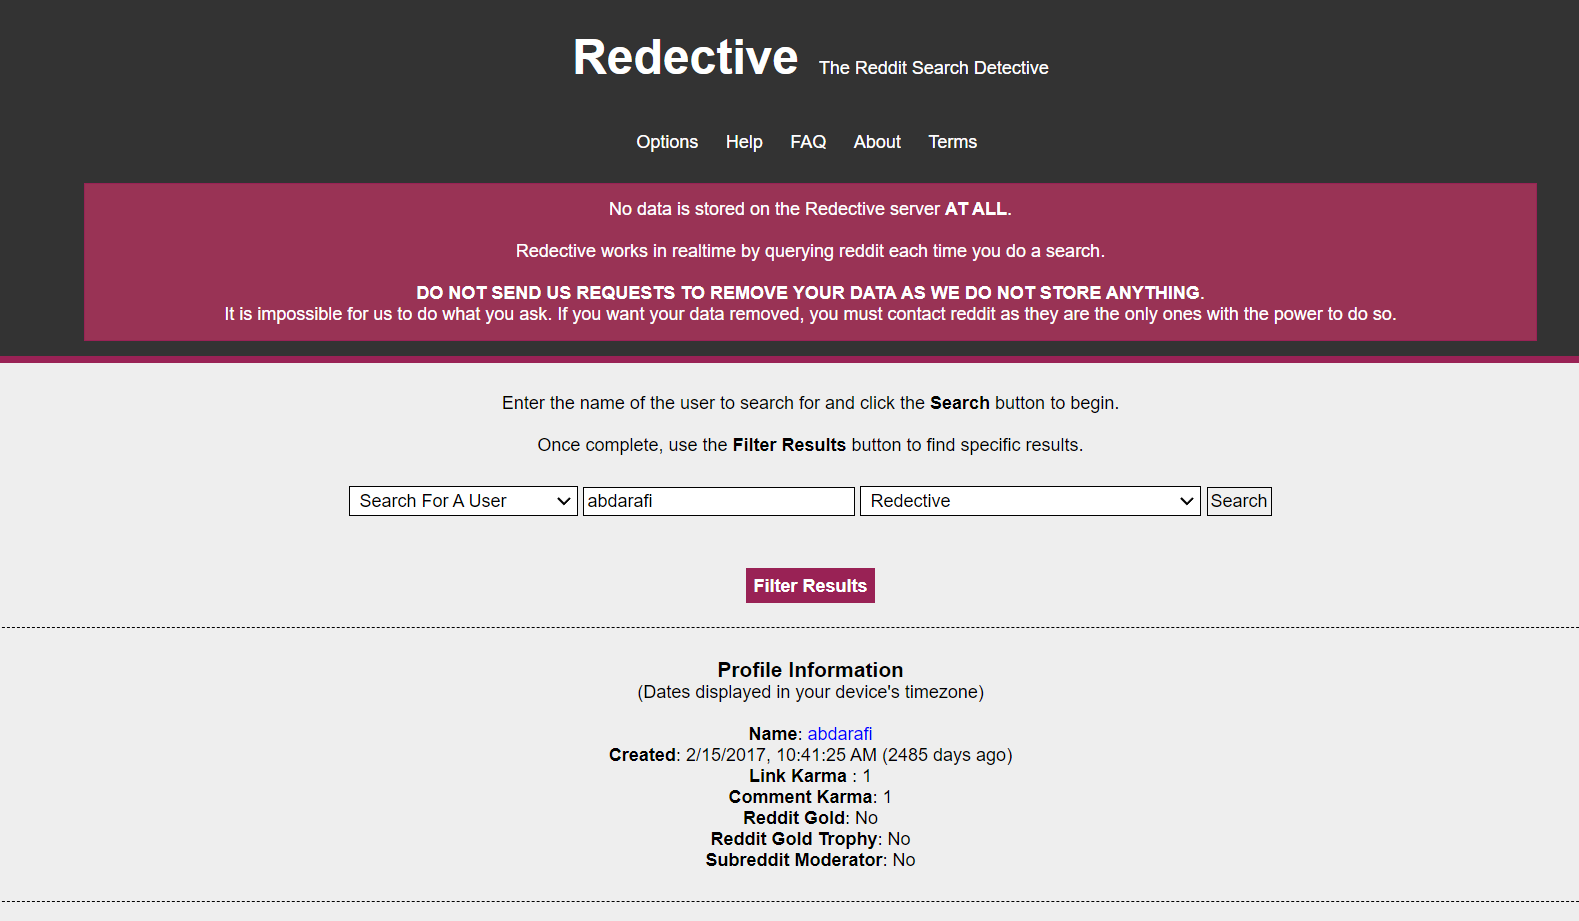 Redective The Reddit Search Detective
Options Help FAQ About Terms
No data is stored on the Redective server AT ALL.
Redective works in realtime by querying reddit each time you do a search.
DO NOT SEND US REQUESTS TO REMOVE YOUR DATA AS WE DO NOT STORE ANYTHING.
It is impossible for us to do what you ask. If you want your data removed, you must contact reddit as they are the only ones with the power to do so.
Enter the name of the user to search for and click the Search button to begin.
Once complete, use the Filter Results button to find specific results.
Search For A User abdarafi Redective Search
Filter Results
Profile Information
(Dates displayed in your device's timezone)
Name: abdarafi
Created: 2/15/2017, 10:41:25 AM (2485 days ago)
Link Karma : 1
Comment Karma: 1
Reddit Gold: No
Reddit Gold Trophy: No
Subreddit Moderator: No